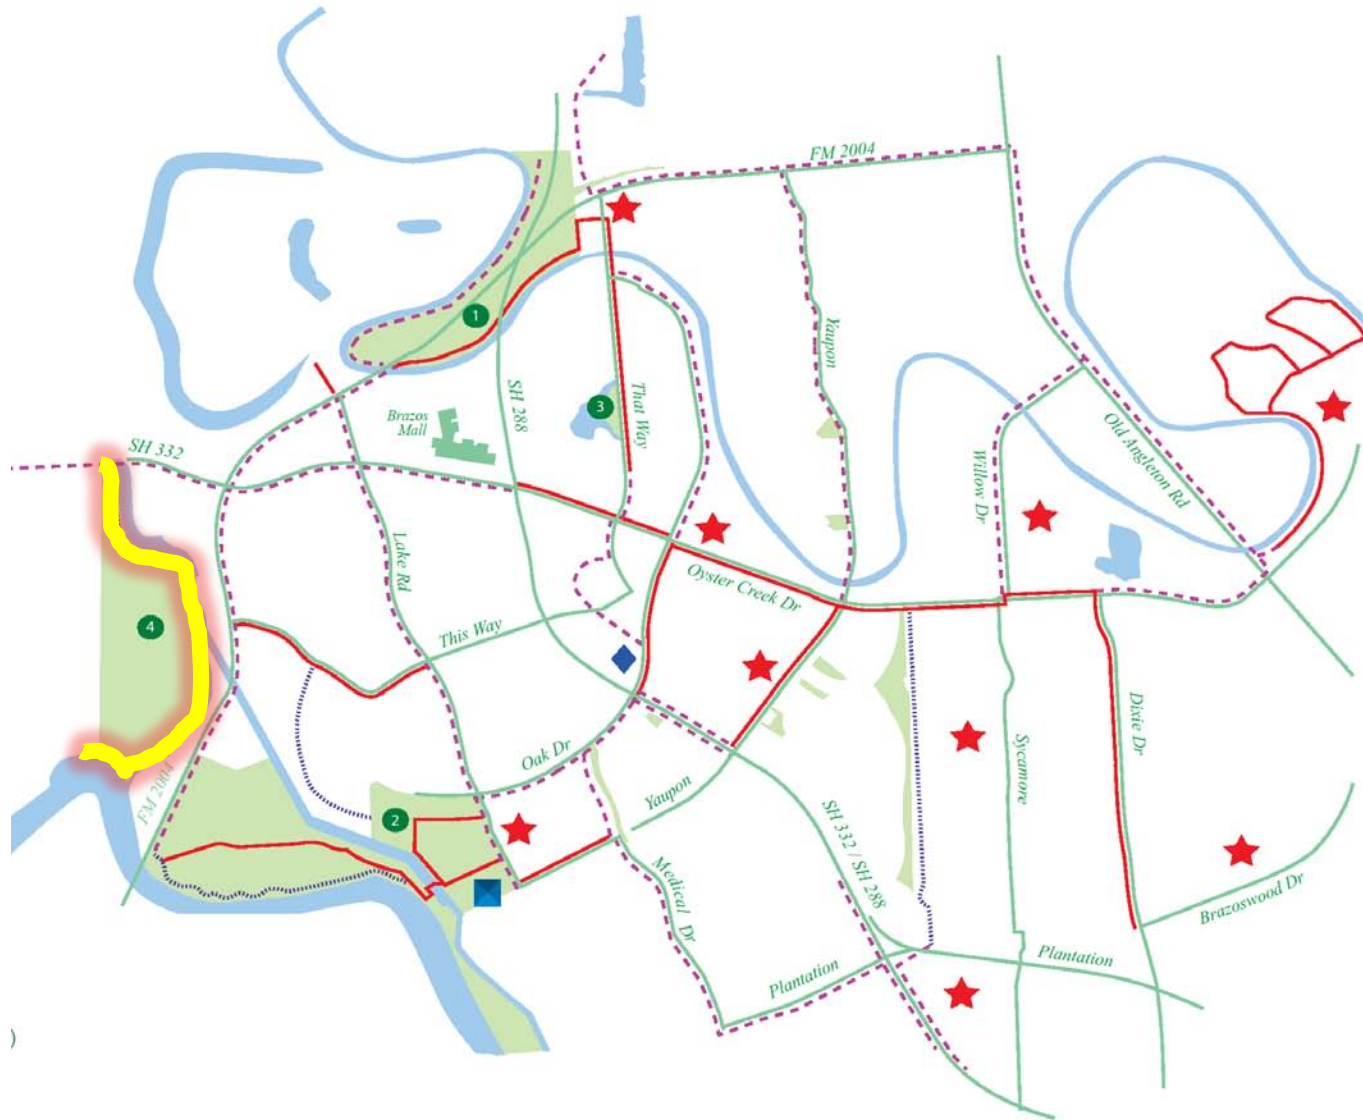 FM 2004
1
SH 332
Brazos
Mall
SH 288
3
That Way
Yaupon
Willow Dr
Old Angleton Rd
Lake Rd
Oyster Creek Dr
4
This Way
Oak Dr
FM 2004
2
Yaupon
Medical Dr
SH 332 / SH 288
Sycamore
Dixie Dr
Brazoswood Dr
Plantation
Plantation
)